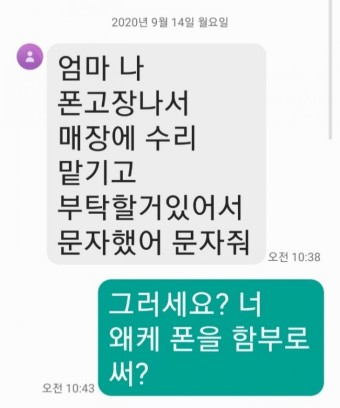 2020년 9월 14일 월요일
엄마 나
폰고장나서
매장에 수리
맡기고
부탁할거있어서
문자했어 문자줘
오전 10:38
그러세요? 너
왜케 폰을 함부로
써?
오전 10:43